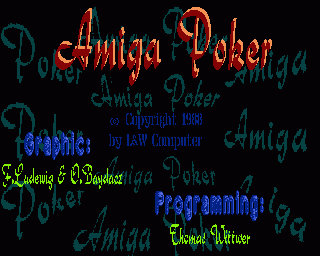 Amiga Poker
© Copyright 1988
by L&W Computer
Graphic:
F.Ludewig & O.Baydacz
Programming:
Thomas Wittwer